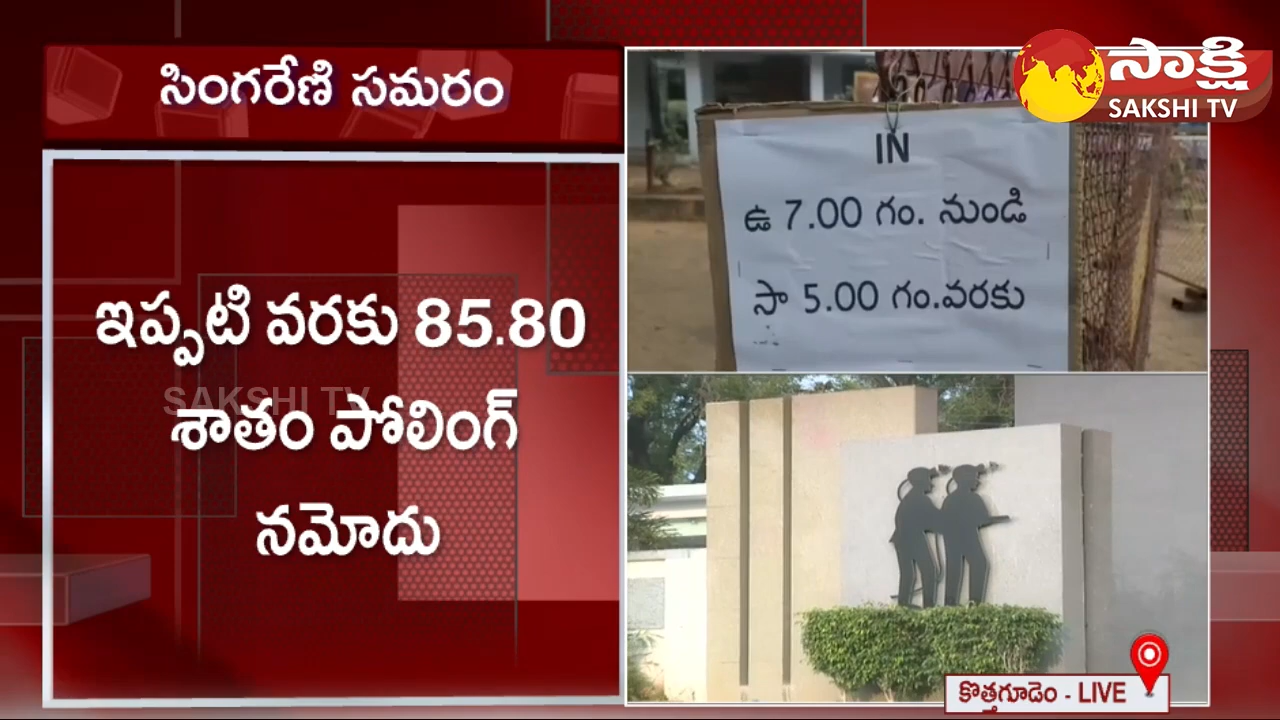 సింగరేణి సమరం
ఇప్పటి వరకు 85.80
శాతం పోలింగ్
నమోదు
SAKSHI TV
IN
ఉ 7.00 గం. నుండి
సా 5.00 గం.వరకు
సాక్షి
SAKSHI TV
కొత్తగూడెం - LIVE